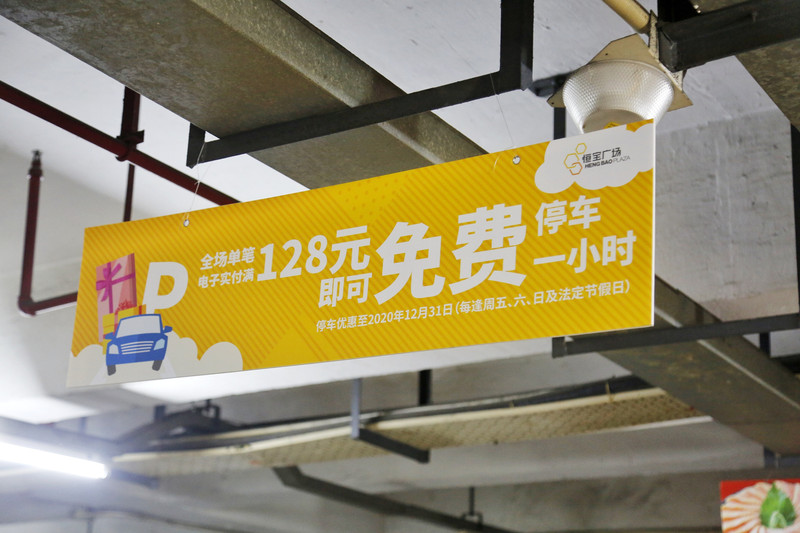 恒宝广场
HENG BAO PLAZA
P
全场单笔
电子实付满
128元
即可
免费
停车
一小时
停车优惠至2020年12月31日(每逢周五、六、日及法定节假日)